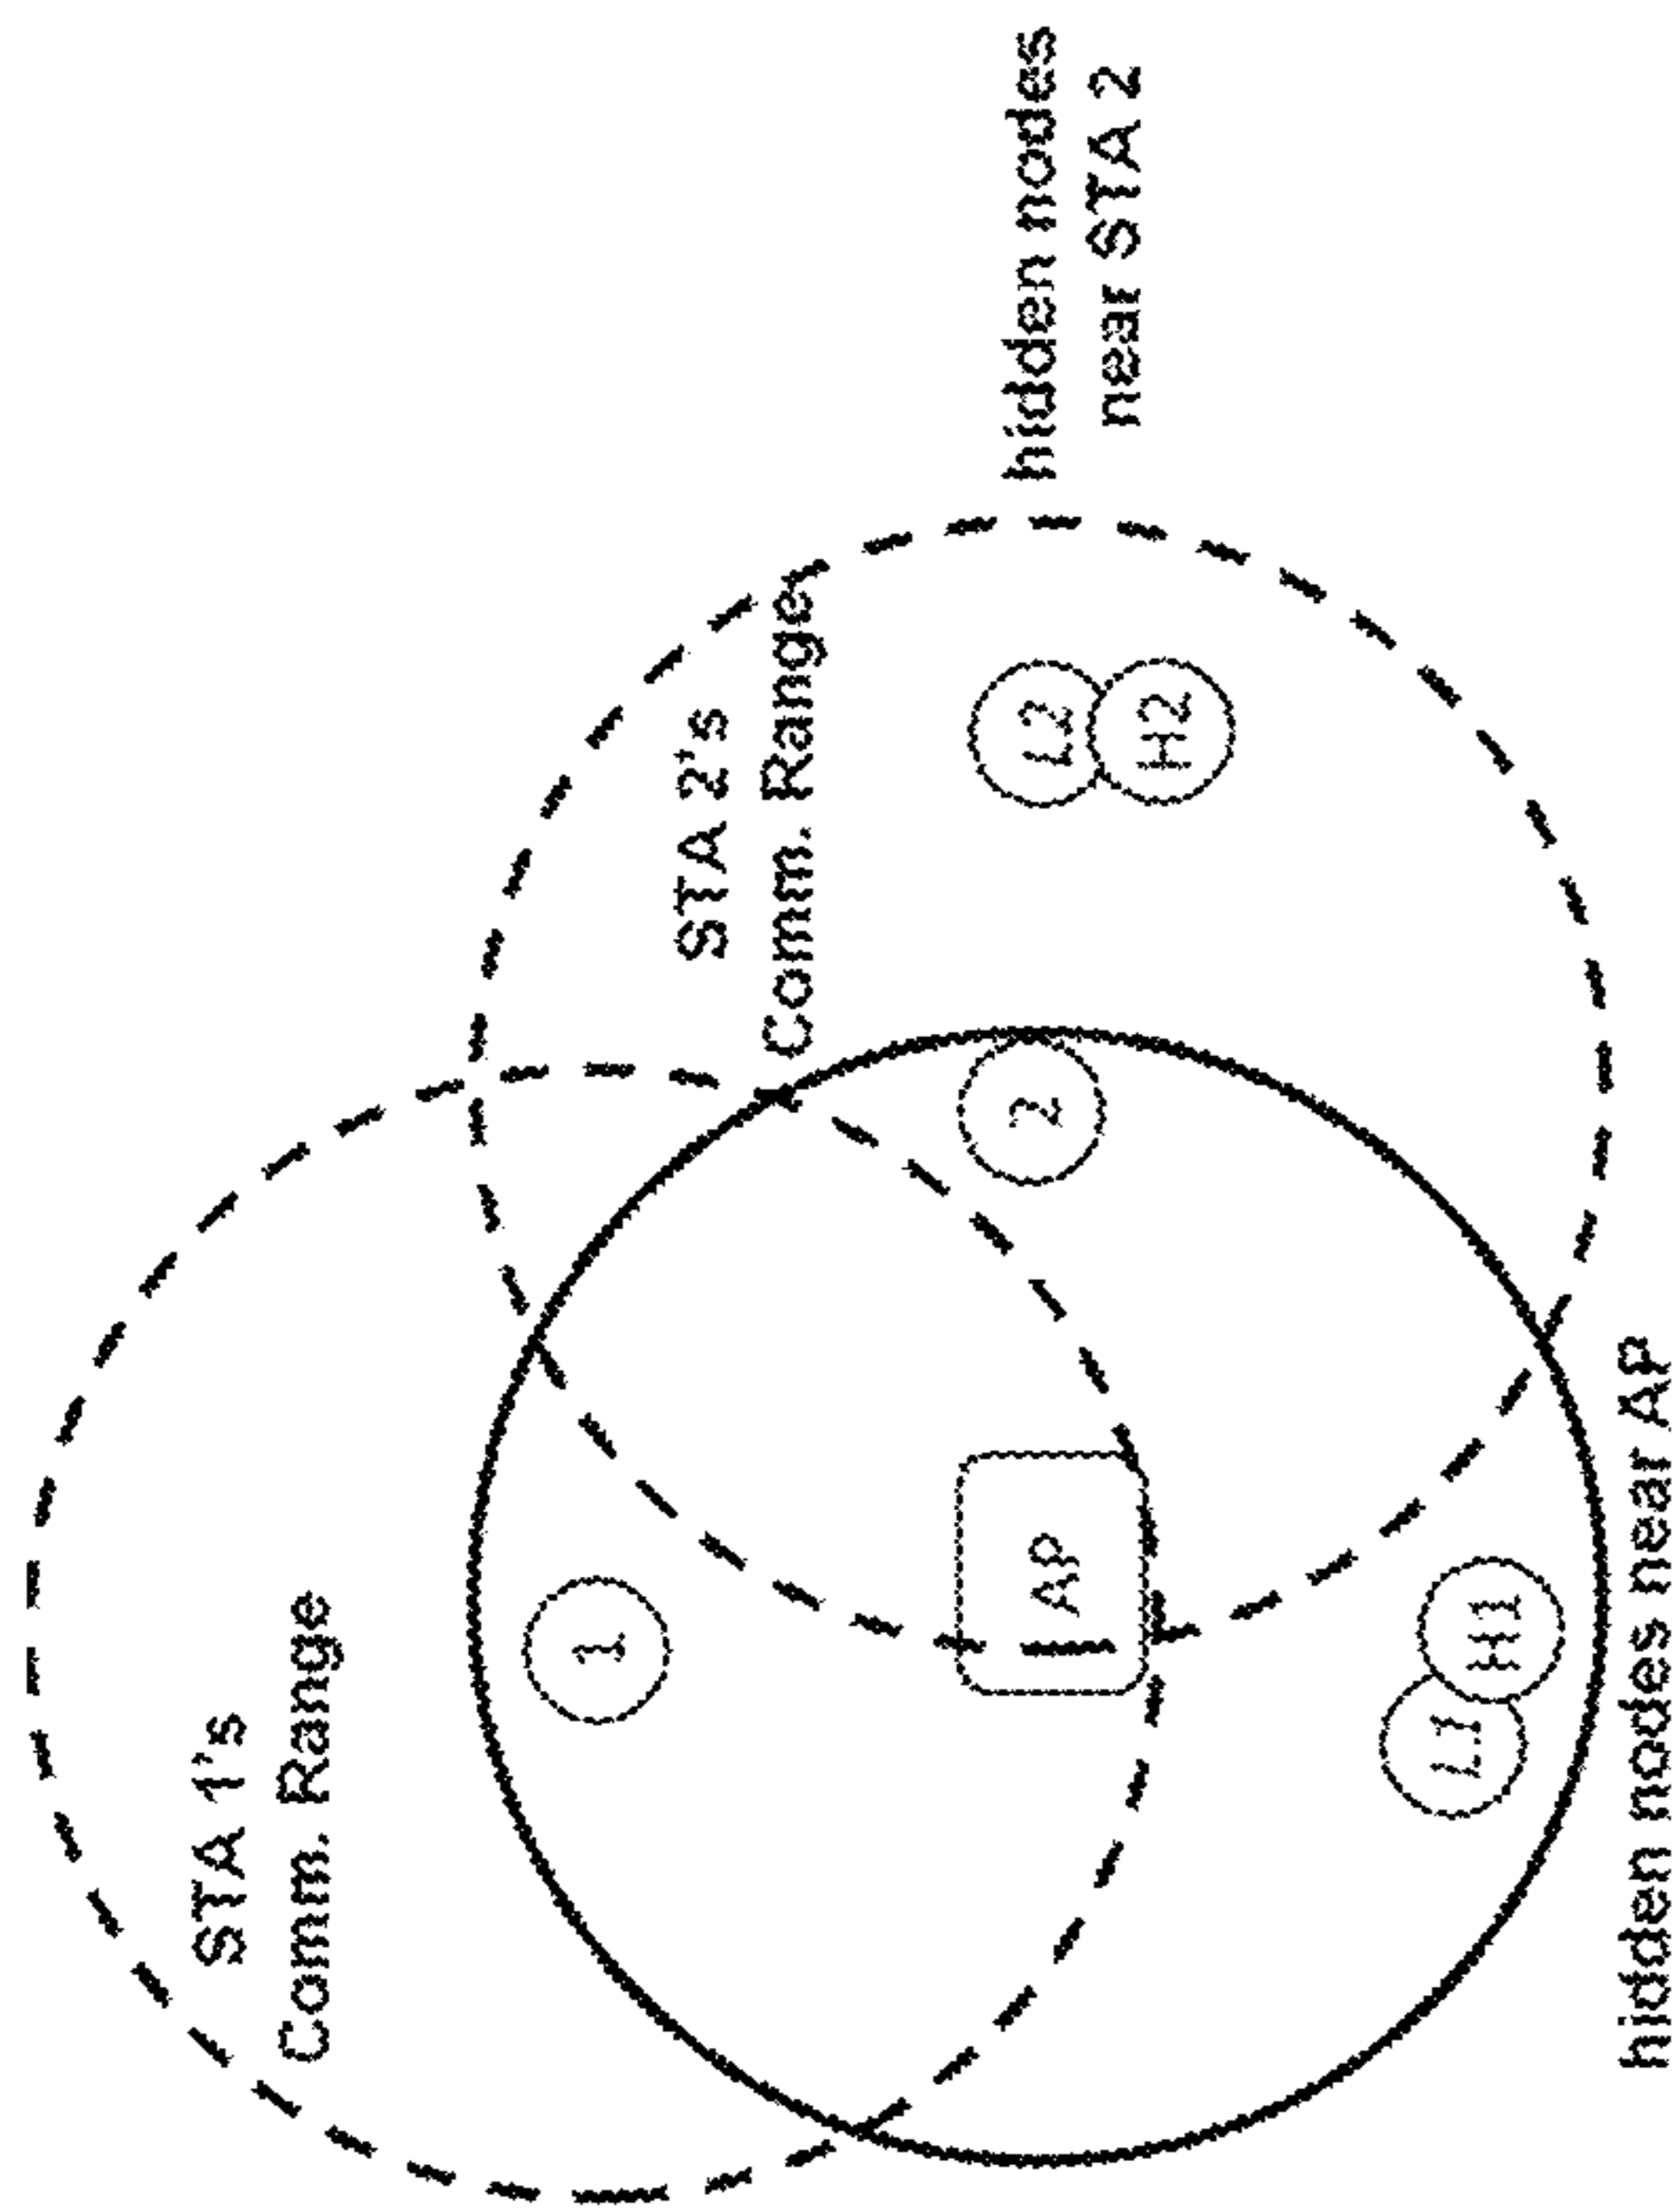 STA 1's
Comm. Range
STA 2's
Comm. Range
hidden nodes
near STA 2
1
2
AP
L2
H2
L1
H1
hidden nodes near AP